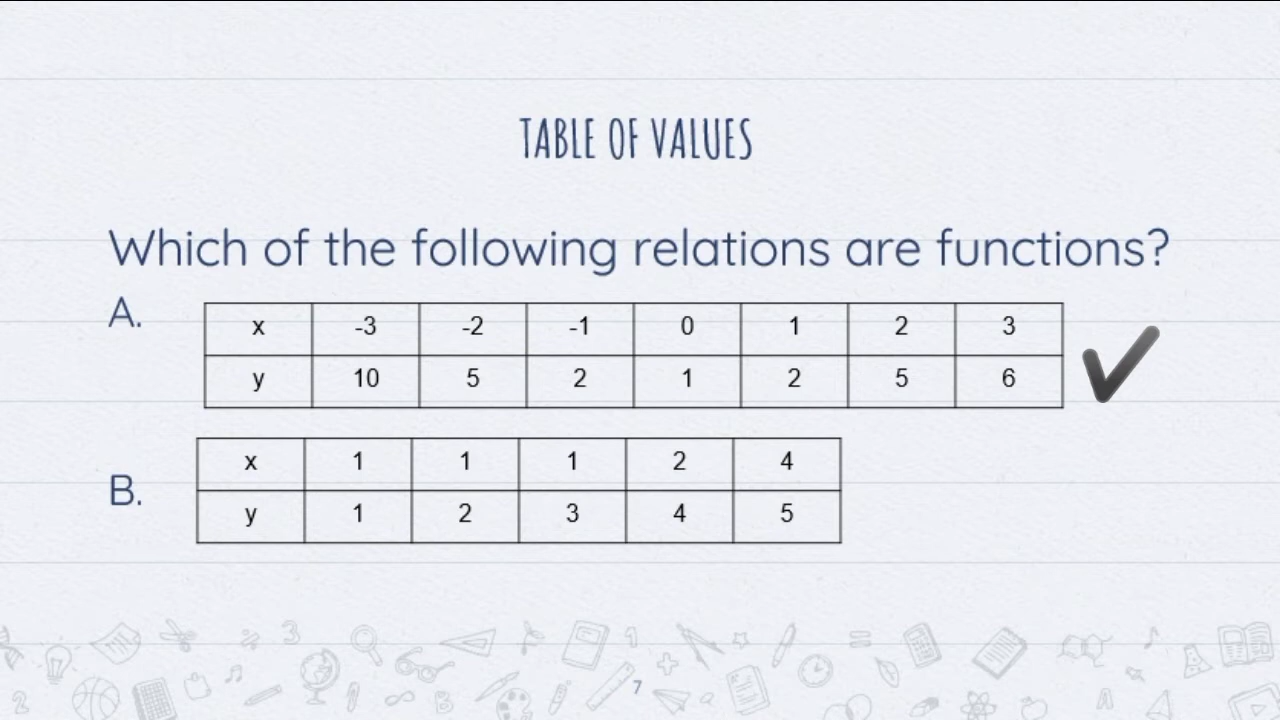 TABLE OF VALUES
Which of the following relations are functions?
A.
x -3 -2 -1 0 1 2 3
y 10 5 2 1 2 5 6
B.
x 1 1 1 2 4
y 1 2 3 4 5
7